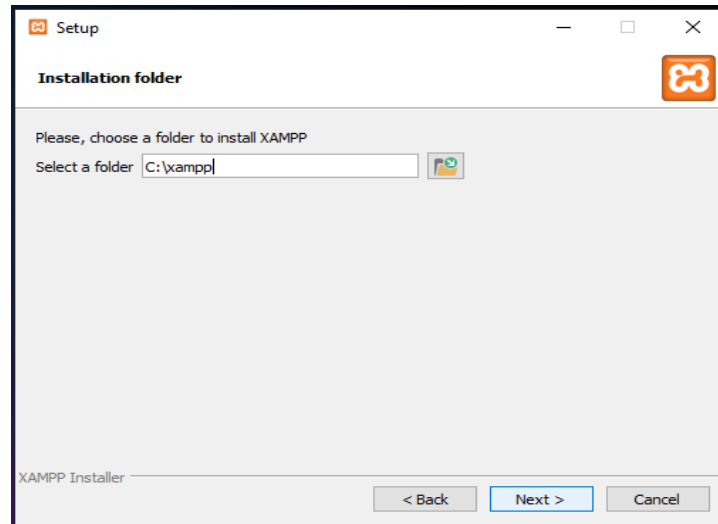 Setup
Installation folder
Please, choose a folder to install XAMPP
Select a folder C:\xampp
XAMPP Installer
< Back Next > Cancel